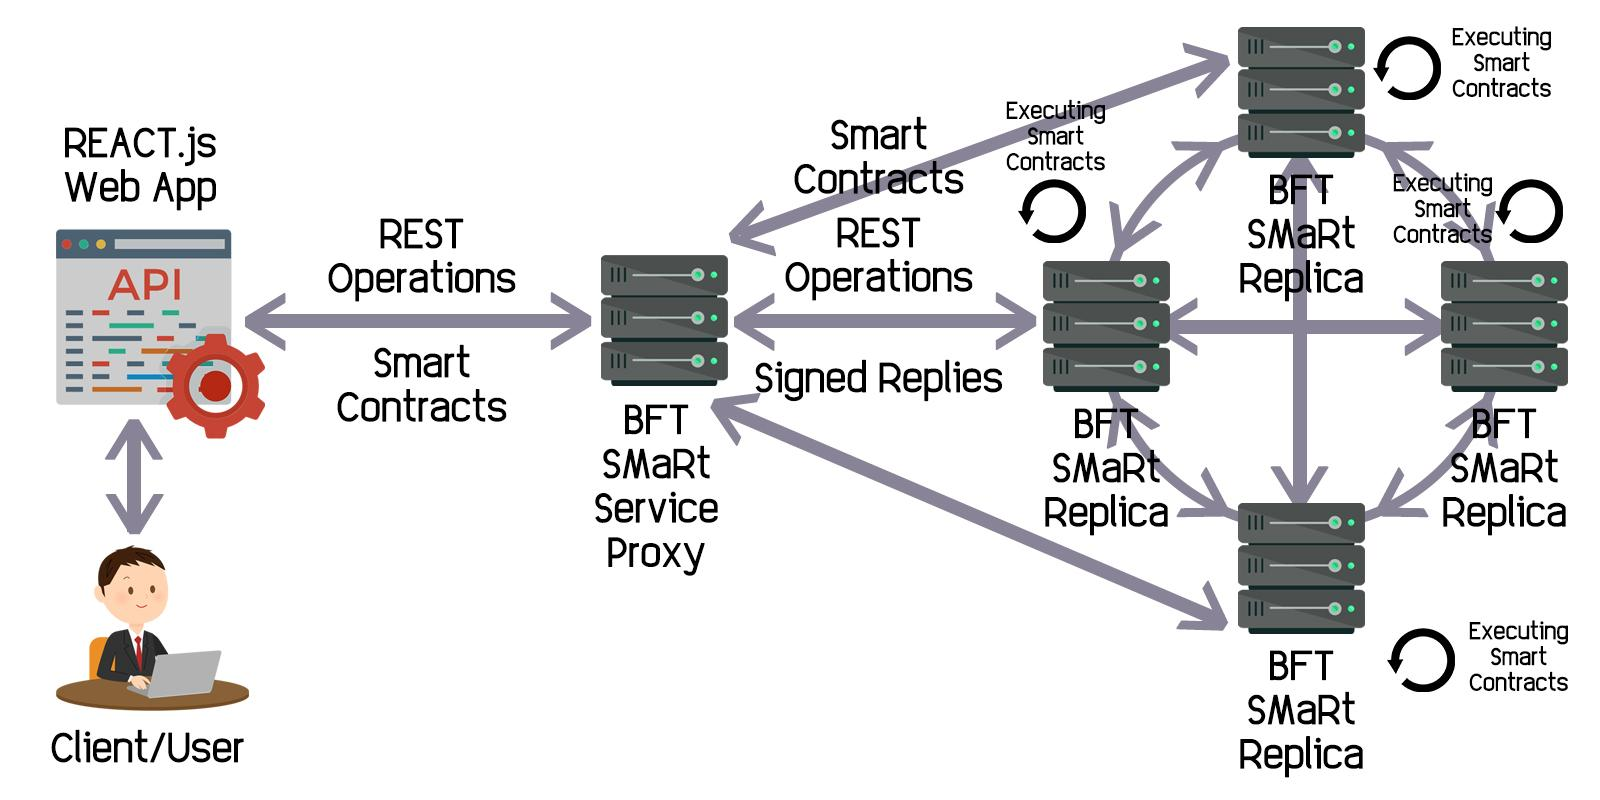 REACT.js
Web App
API
Client/User
REST
Operations
Smart
Contracts
BFT
SMaRt
Service
Proxy
Smart
Contracts
REST
Operations
Signed Replies
Executing
Smart
Contracts
BFT
SMaRt
Replica
Executing
Smart
Contracts
BFT
SMaRt
Replica
Executing
Smart
Contracts
BFT
SMaRt
Replica
Executing
Smart
Contracts
BFT
SMaRt
Replica